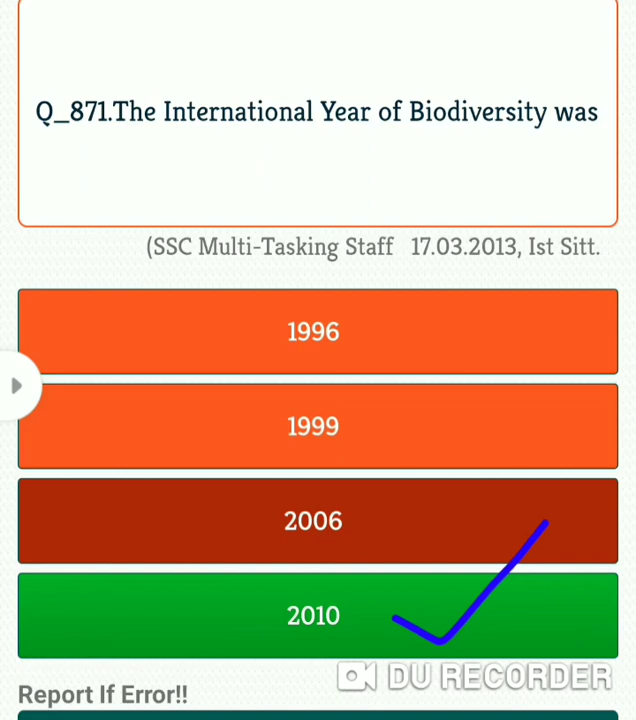 Q_871.The International Year of Biodiversity was
(SSC Multi-Tasking Staff 17.03.2013, Ist Sitt.
1996
1999
2006
2010
DU RECORDER
Report If Error!!